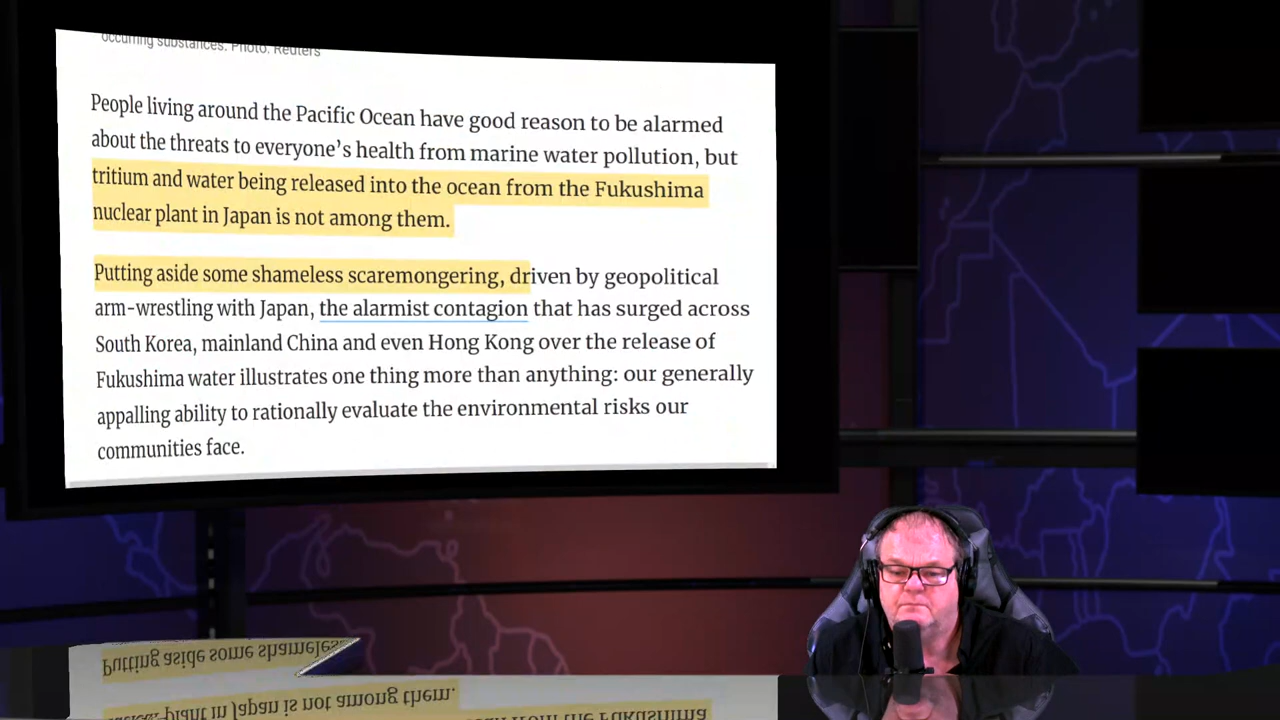 occurring substances. Photo: Reuters
People living around the Pacific Ocean have good reason to be alarmed
about the threats to everyone's health from marine water pollution, but
tritium and water being released into the ocean from the Fukushima
nuclear plant in Japan is not among them.
Putting aside some shameless scaremongering, driven by geopolitical
arm-wrestling with Japan, the alarmist contagion that has surged across
South Korea, mainland China and even Hong Kong over the release of
Fukushima water illustrates one thing more than anything: our generally
appalling ability to rationally evaluate the environmental risks our
communities face.